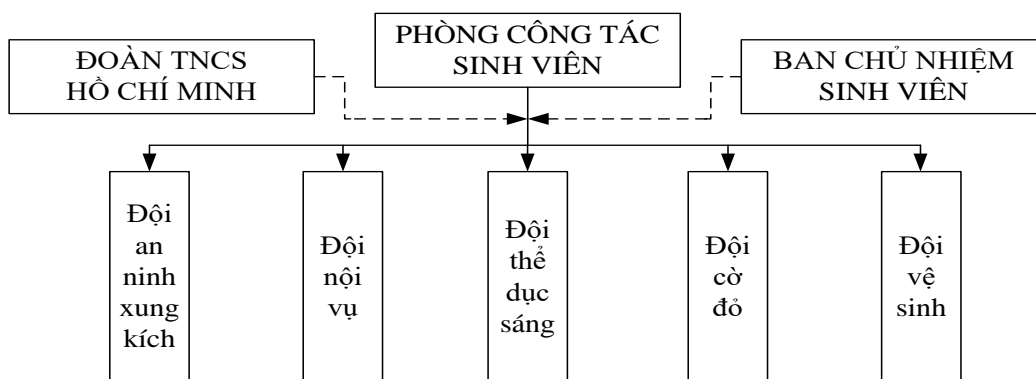 PHÒNG CÔNG TÁC
SINH VIÊN
ĐOÀN TNCS
HỒ CHÍ MINH
BAN CHỦ NHIỆM
SINH VIÊN
Đội
an
ninh
xung
kích
Đội
nội
vụ
Đội
thể
dục
sáng
Đội
cờ
đỏ
Đội
vệ
sinh